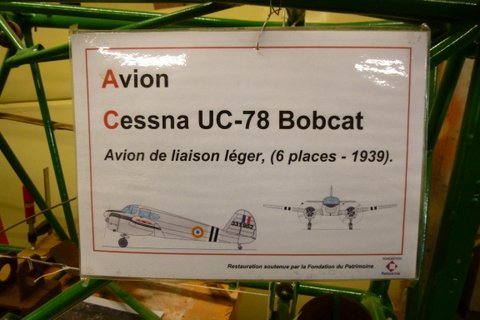 Avion
Cessna UC-78 Bobcat
Avion de liaison léger, (6 places - 1939).
Restauration soutenue par la Fondation du Patrimoine